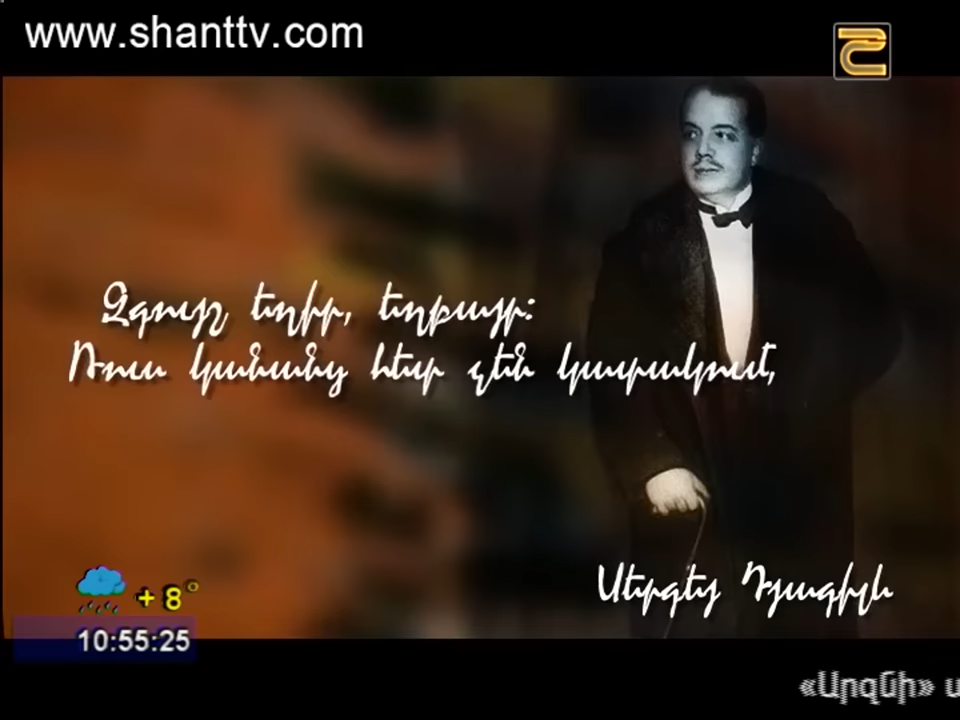 www.shanttv.com
Զգույշ եղիր, եղբայր:
Ռուս կանանց հետ չեն կատակում,
Սերգեյ Դյագիլև
+ 8°
10:55:25
«Արզնի»